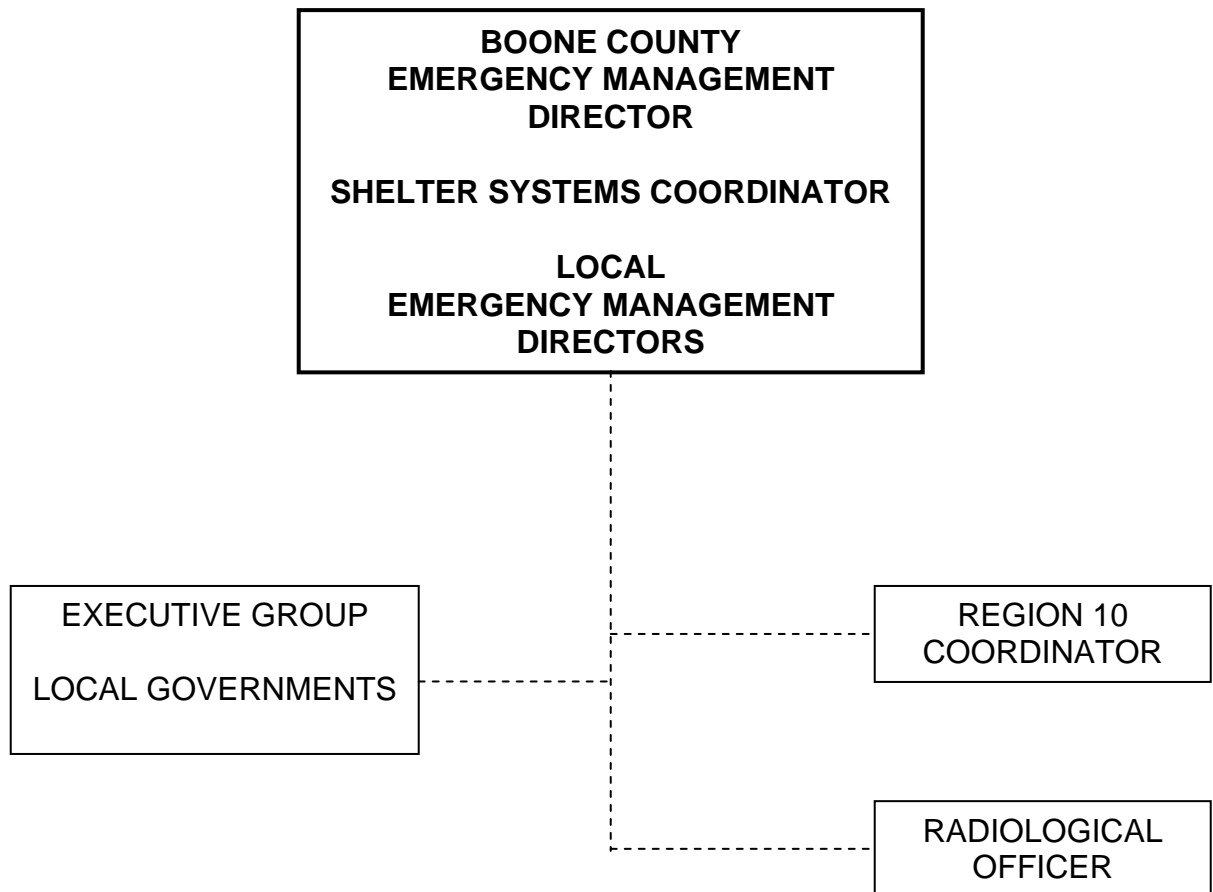 BOONE COUNTY
EMERGENCY MANAGEMENT
DIRECTOR
SHELTER SYSTEMS COORDINATOR
LOCAL
EMERGENCY MANAGEMENT
DIRECTORS
EXECUTIVE GROUP
LOCAL GOVERNMENTS
REGION 10
COORDINATOR
RADIOLOGICAL
OFFICER